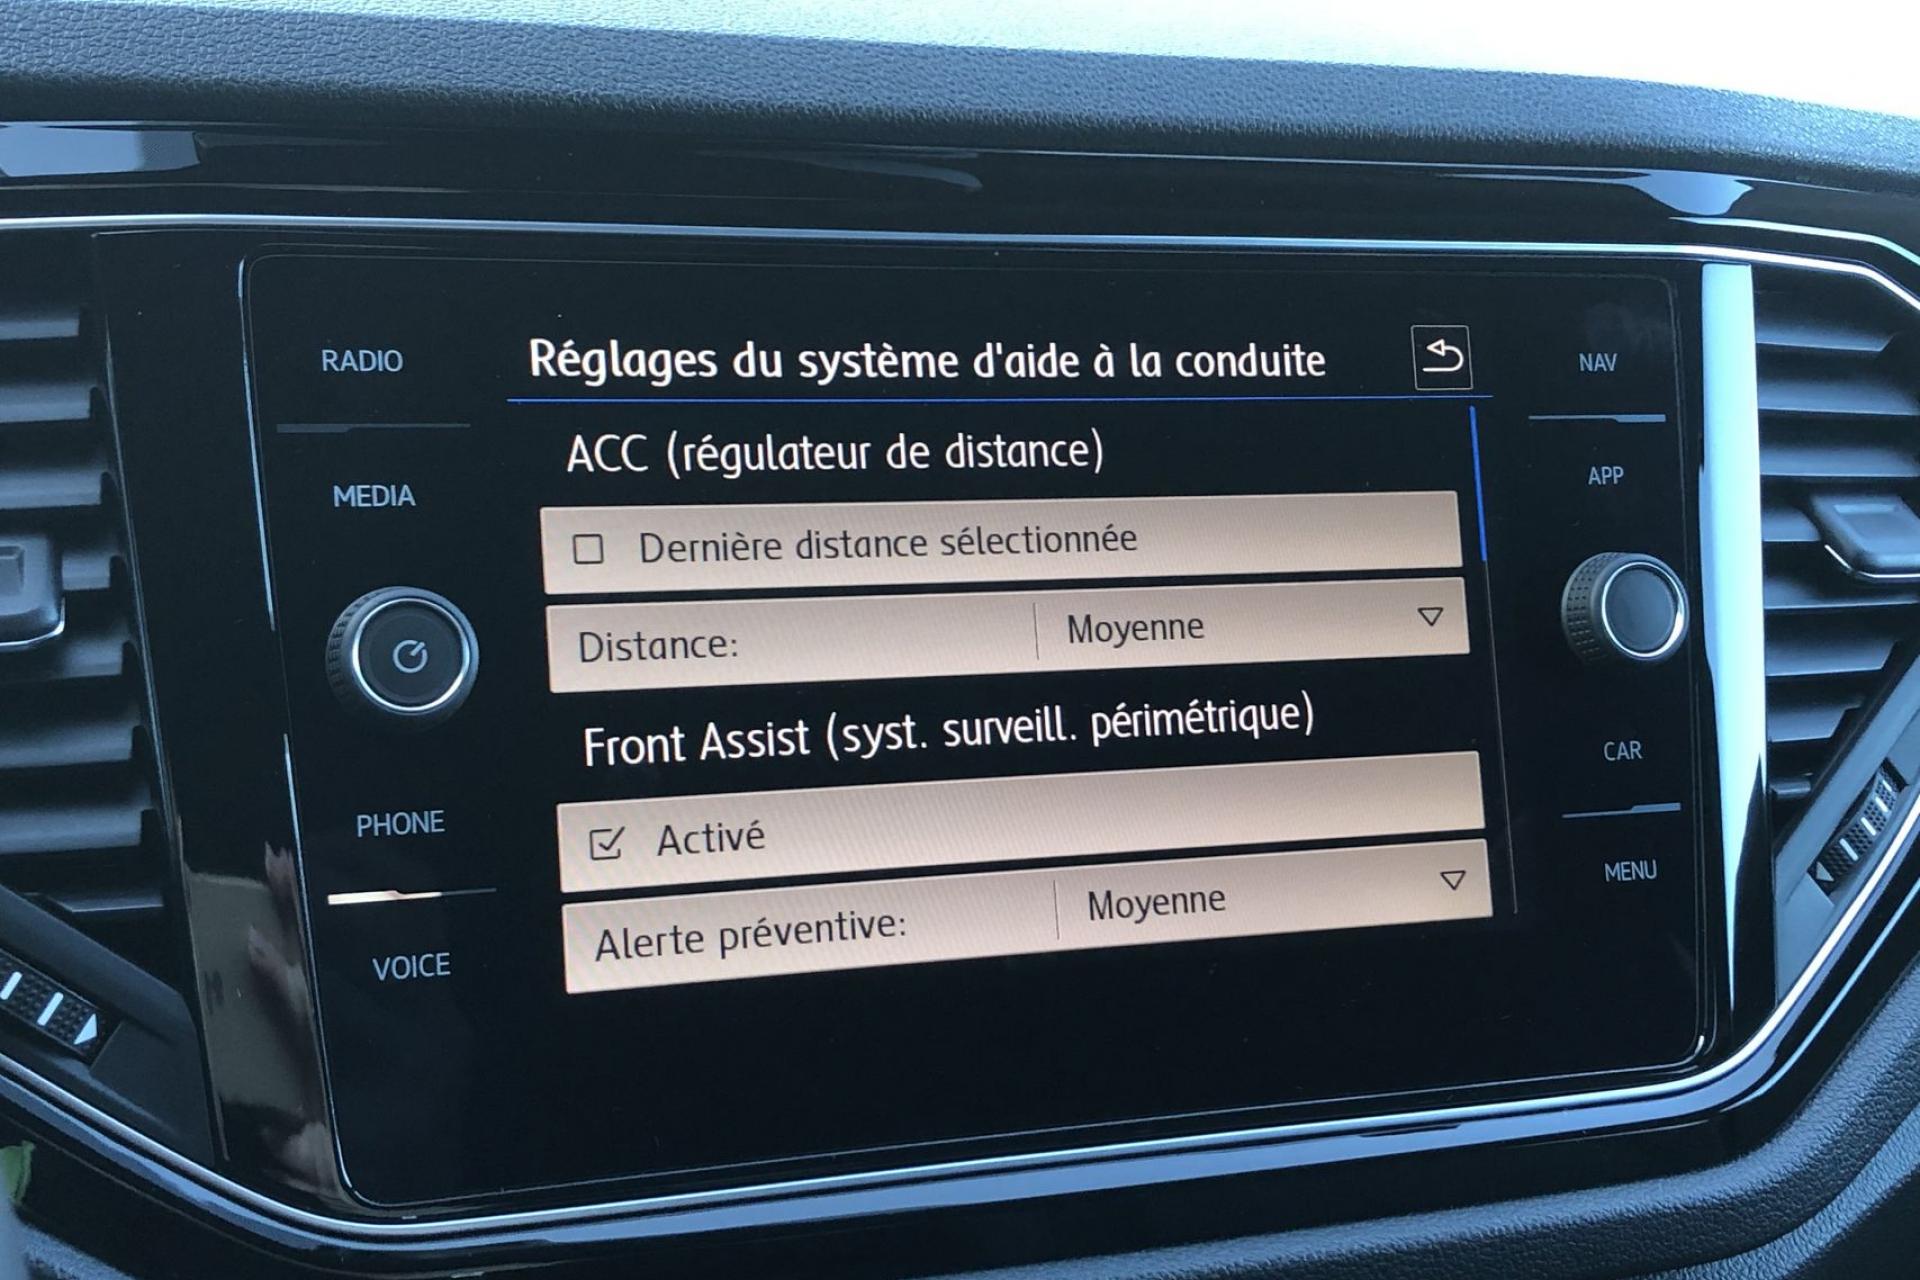 RADIO
MEDIA
PHONE
VOICE
Réglages du système d'aide à la conduite
ACC (régulateur de distance)
Dernière distance sélectionnée
Distance: Moyenne
Front Assist (syst. surveill. périmétrique)
Activé
Alerte préventive: Moyenne
NAV
APP
CAR
MENU